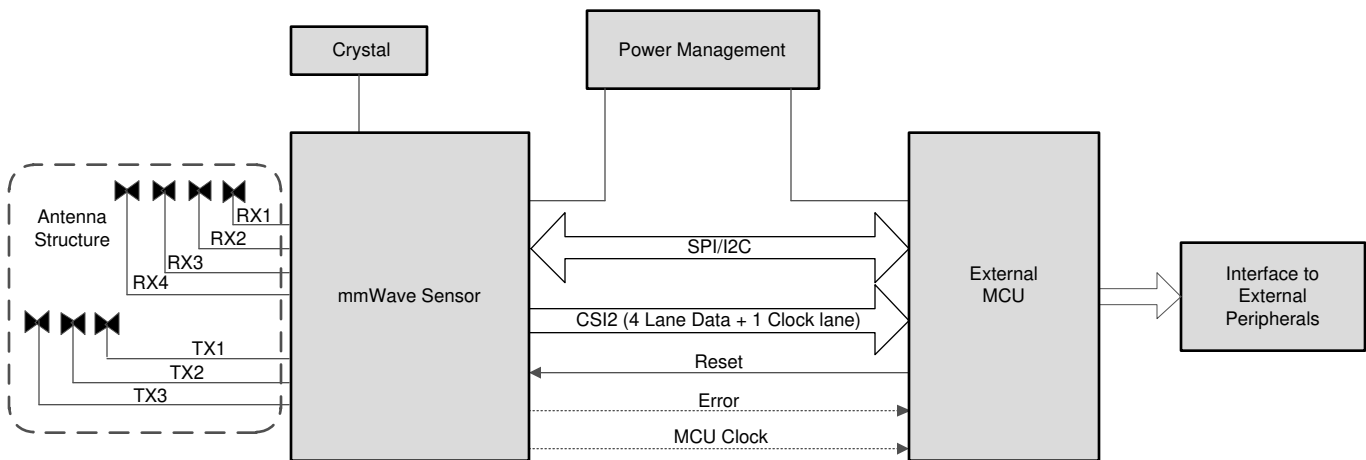 Crystal
Power Management
Antenna
Structure
RX1
RX2
RX3
RX4
TX1
TX2
TX3
mmWave Sensor
SPI/I2C
CSI2 (4 Lane Data + 1 Clock lane)
Reset
Error
MCU Clock
External
MCU
Interface to
External
Peripherals